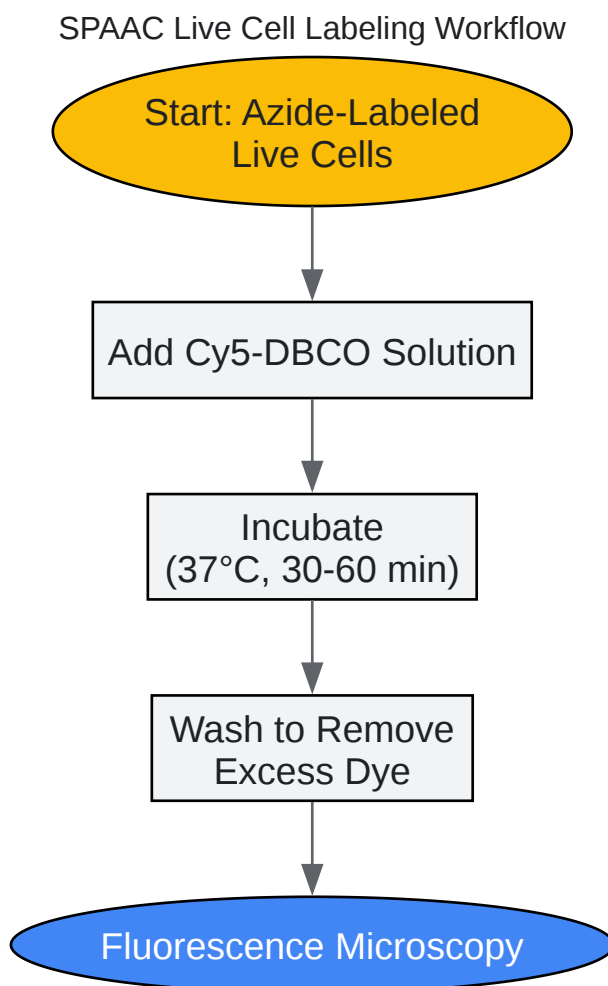 SPAAC Live Cell Labeling Workflow
Start: Azide-Labeled
Live Cells
Add Cy5-DBCO Solution
Incubate
(37°C, 30-60 min)
Wash to Remove
Excess Dye
Fluorescence Microscopy